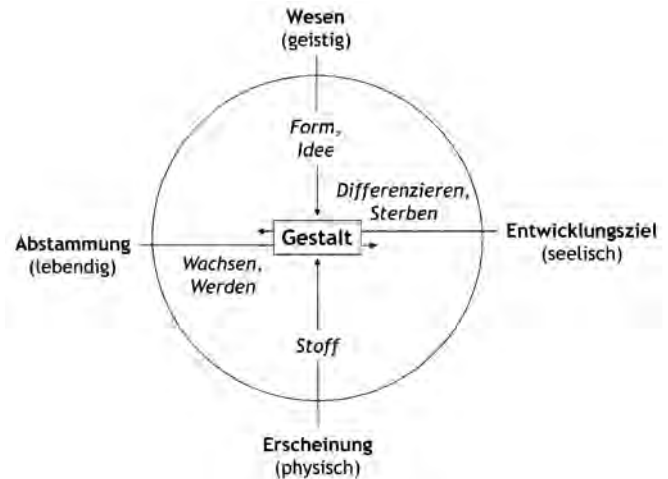 Wesen
(geistig)
Form,
Idee
Differenzieren,
Sterben
Gestalt
Abstammung
(lebendig)
Entwicklungsziel
(seelisch)
Wachsen,
Werden
Stoff
Erscheinung
(physisch)